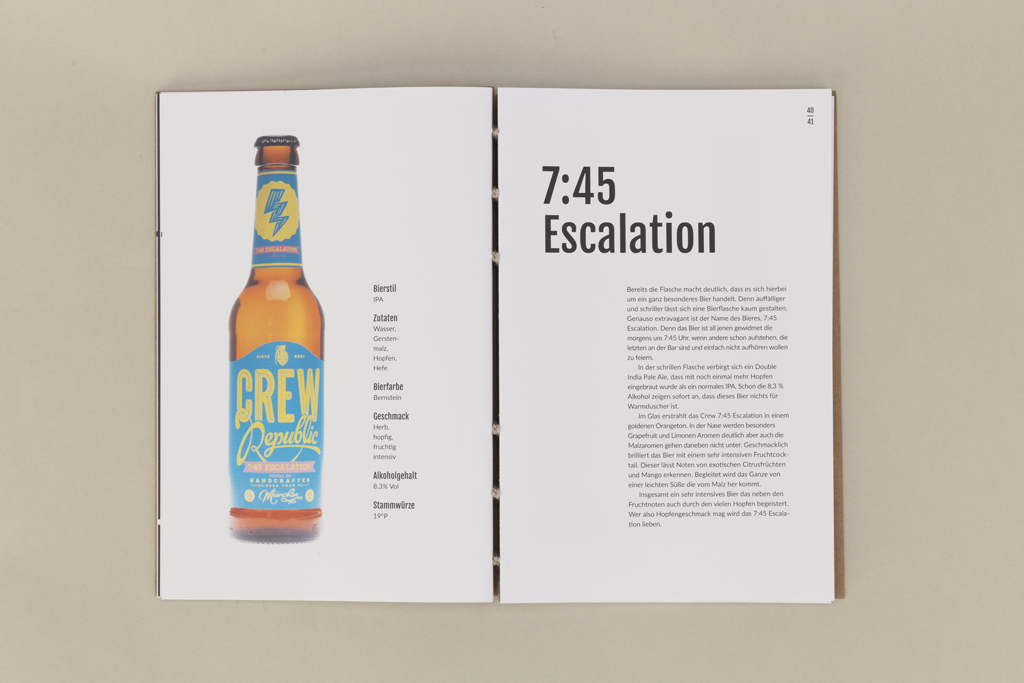 7:45 ESCALATION
SINCE
CREW
Republic
7:45 ESCALATION
HANDCRAFTED
München
Bierstil
IPA
Zutaten
Wasser,
Gersten-
malz,
Hopfen,
Hefe
Bierfarbe
Bernstein
Geschmack
Herb,
hopfig,
fruchtig
intensiv
Alkoholgehalt
8.3% Vol
Stammwürze
19°P
40
41
7:45
Escalation
Bereits die Flasche macht deutlich, dass es sich hierbei
um ein ganz besonderes Bier handelt. Denn auffälliger
und schriller lässt sich eine Bierflasche kaum gestalten.
Genauso extravagant ist der Name des Bieres, 7:45
Escalation. Denn das Bier ist all jenen gewidmet die
morgens um 7:45 Uhr, wenn andere schon aufstehen, die
letzten an der Bar sind und einfach nicht aufhören wollen
zu feiern.
In der schrillen Flasche verbirgt sich ein Double
India Pale Ale, dass mit noch einmal mehr Hopfen
eingebraut wurde als ein normales IPA. Schon die 8,3 %
Alkohol zeigen sofort an, dass dieses Bier nichts für
Warmduscher ist.
Im Glas erstrahlt das Crew 7:45 Escalation in einem
goldenen Orangeton. In der Nase werden besonders
Grapefruit und Limonen Aromen deutlich aber auch die
Malzaromen gehen daneben nicht unter. Geschmacklich
brilliert das Bier mit einem sehr intensiven Fruchtcock-
tail. Dieser lässt Noten von exotischen Citrusfrüchten
und Mango erkennen. Begleitet wird das Ganze von
einer leichten Süße die vom Malz her kommt.
Insgesamt ein sehr intensives Bier das neben den
Fruchtnoten auch durch den vielen Hopfen begeistert.
Wer also Hopfengeschmack mag wird das 7:45 Escala-
tion lieben.